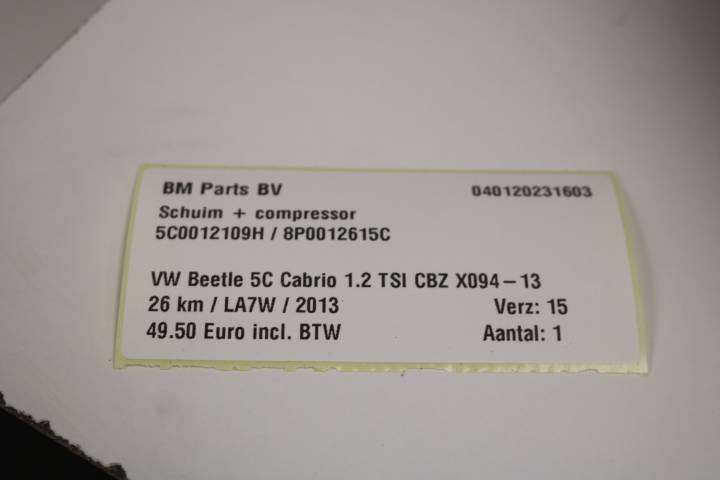 BM Parts BV 040120231603
Schuim + compressor
5C0012109H / 8P0012615C
VW Beetle 5C Cabrio 1.2 TSI CBZ X094-13
26 km / LA7W / 2013 Verz: 15
49.50 Euro incl. BTW Aantal: 1